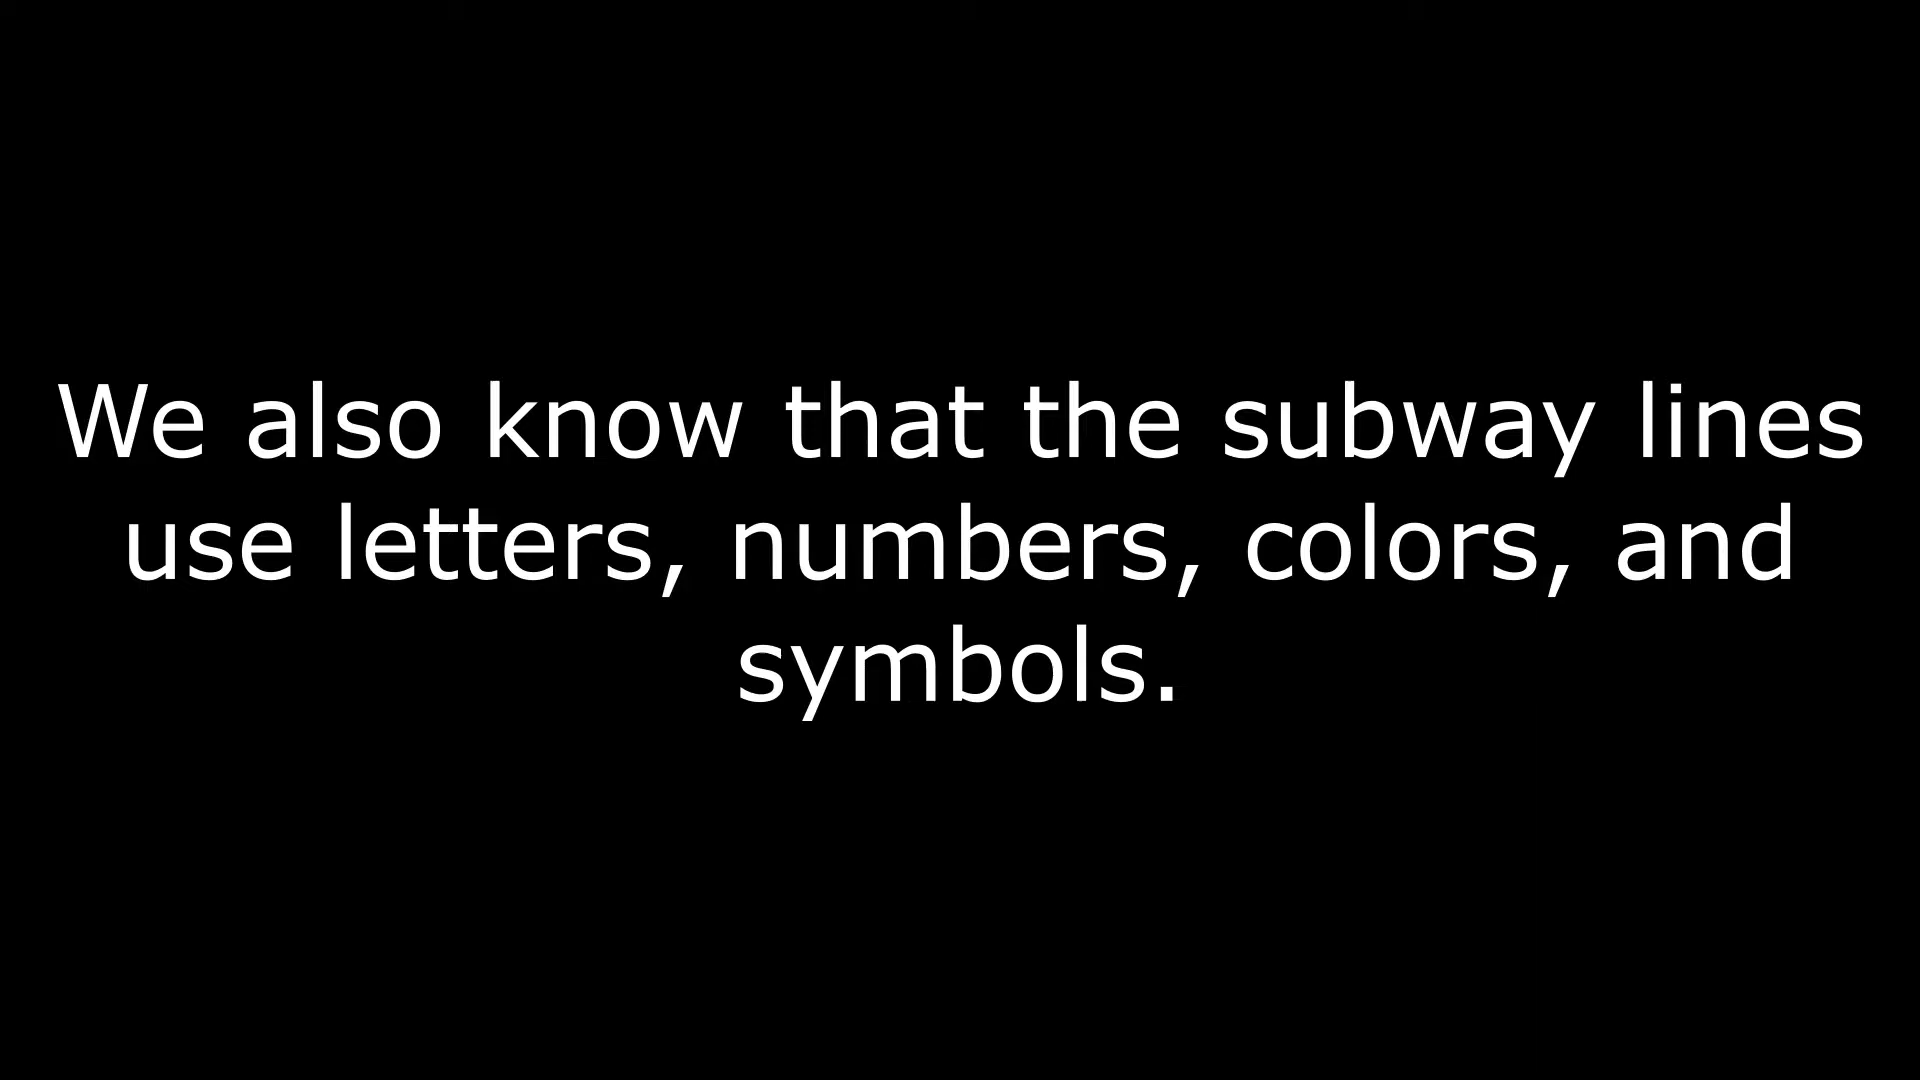 We also know that the subway lines
use letters, numbers, colors, and
symbols.